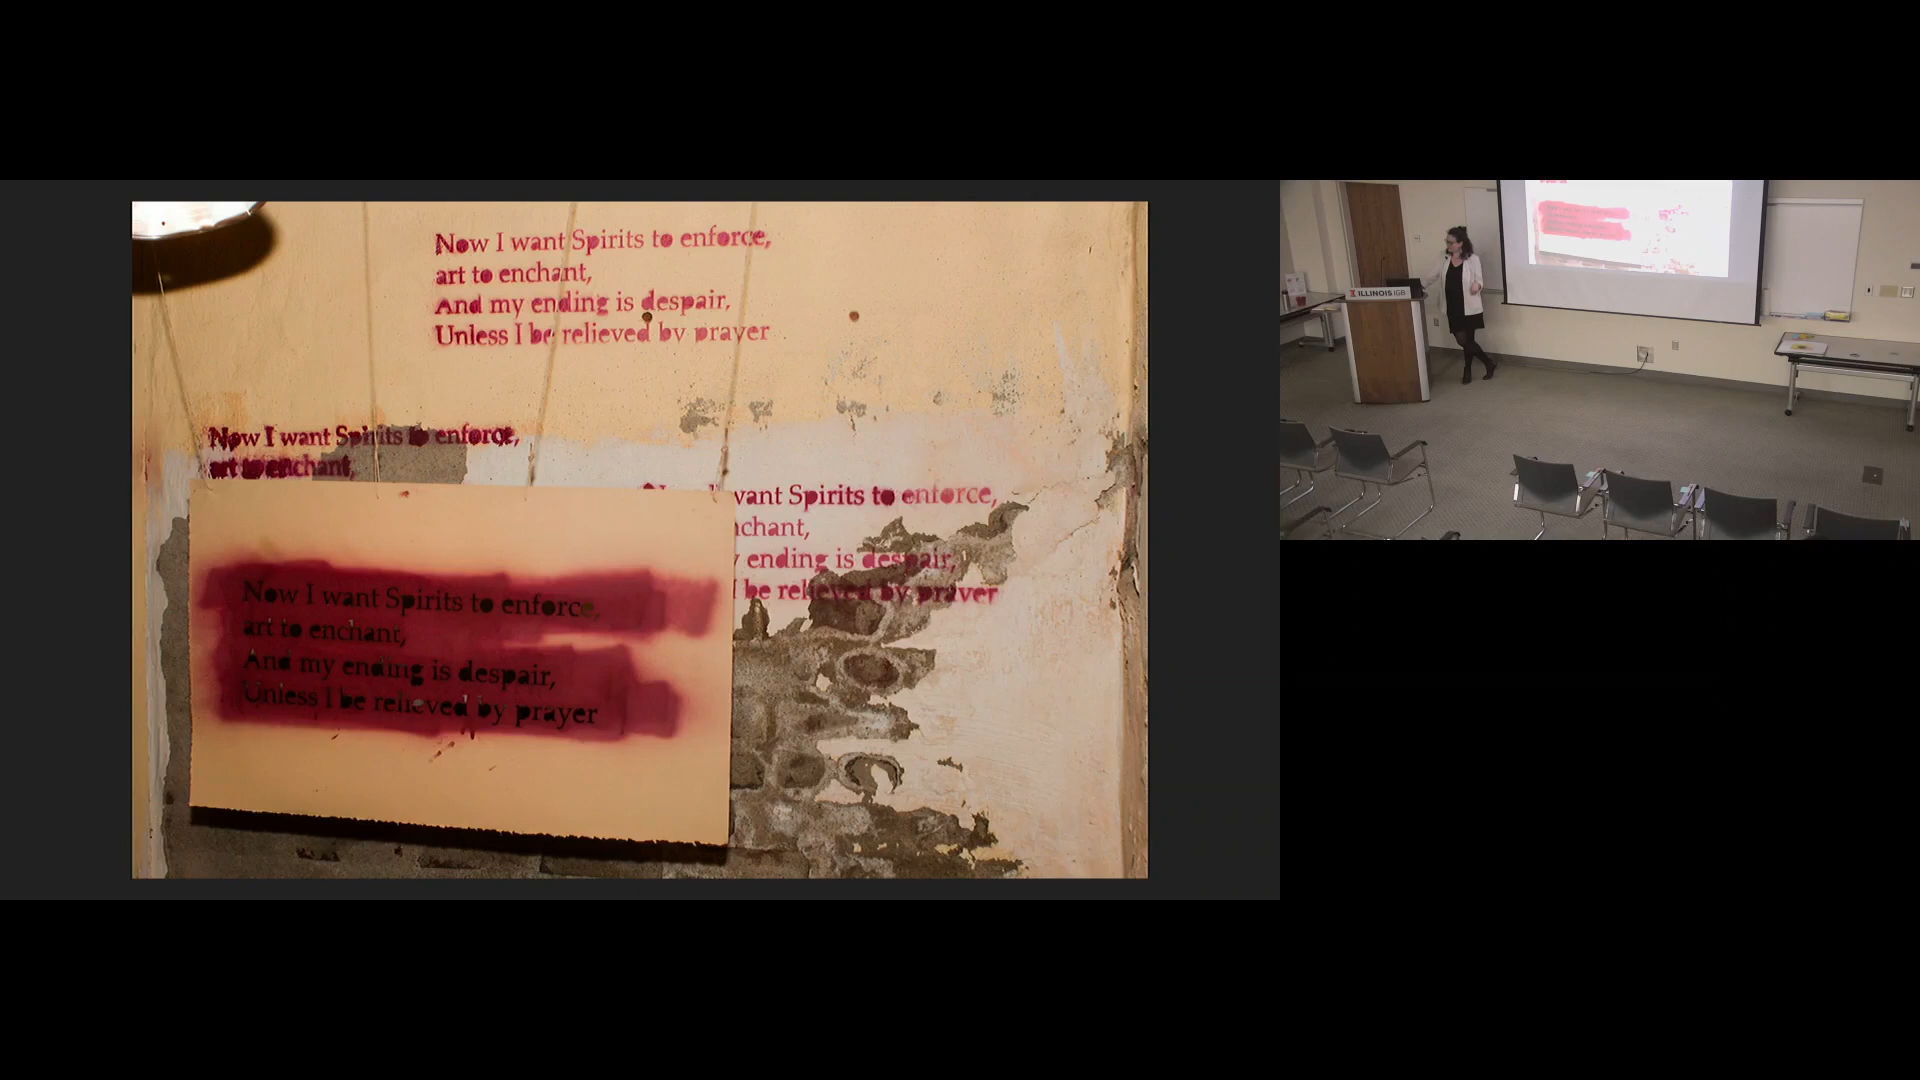 Now I want Spirits to enforce,
art to enchant,
And my ending is despair,
Unless I be relieved by prayer
Now I want Spirits to enforce,
art to enchant,
want Spirits to enforce,
nchant,
ending is despair,
I be relieved by prayer
Now I want Spirits to enforce,
art to enchant,
And my ending is despair,
Unless I be relieved by prayer
ILLINOIS IGB